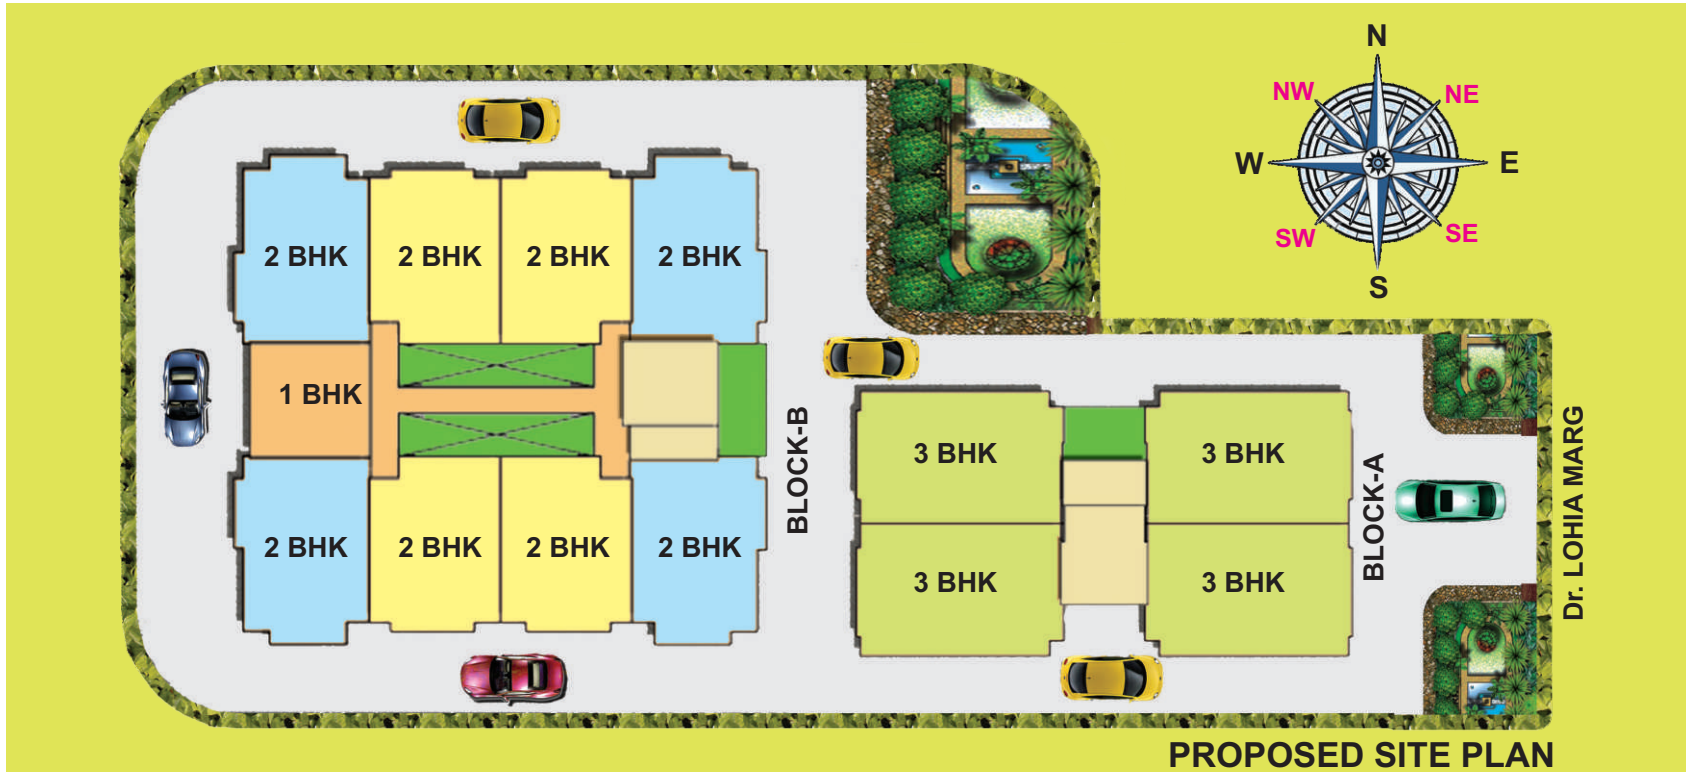 N
NW NE
W E
SW SE
S
2 BHK 2 BHK 2 BHK 2 BHK
1 BHK
2 BHK 2 BHK 2 BHK 2 BHK
BLOCK-B
3 BHK 3 BHK
3 BHK 3 BHK
BLOCK-A
Dr. LOHIA MARG
PROPOSED SITE PLAN